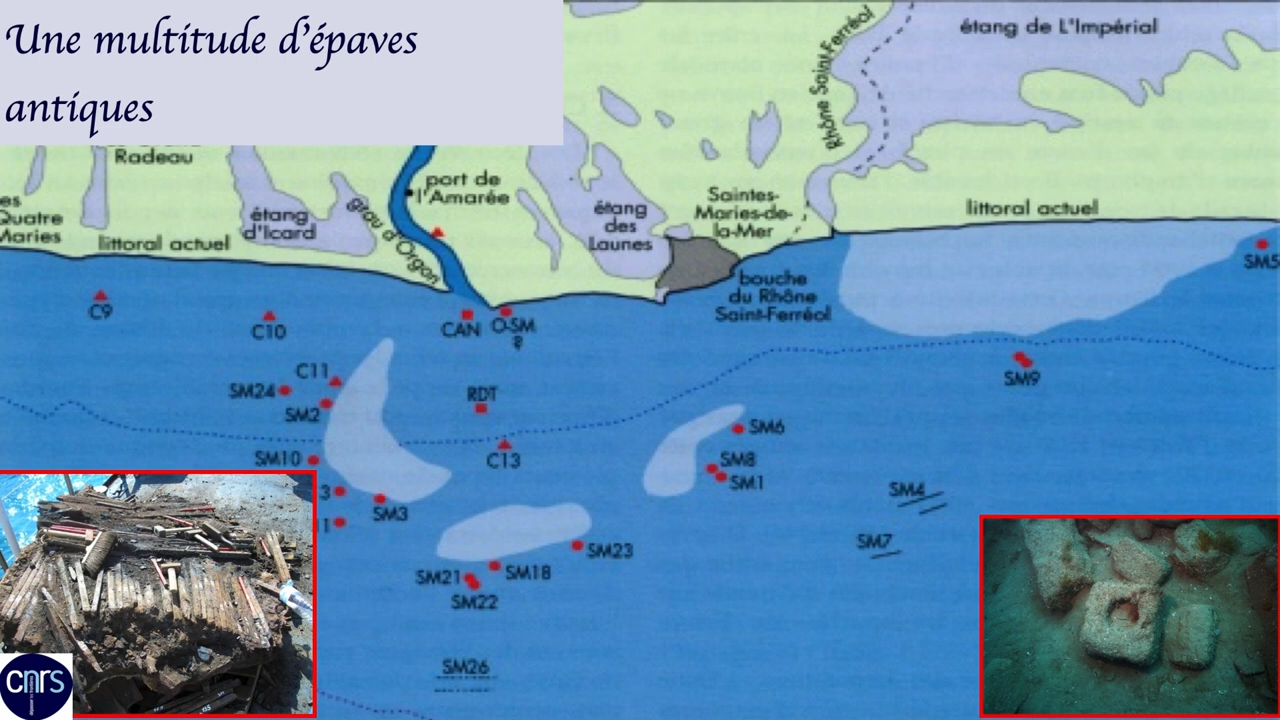 Une multitude d'épaves
antiques
étang de L'Impérial
Rhône Saint-Ferréol
Radeau
port de
l'Amarée
Quatre
Maries
étang
d'Icard
littoral actuel
grau d'Orgon
étang
des
Launes
Saintes-
Maries-de-
la-Mer
littoral actuel
bouche
du Rhône
Saint-Ferréol
SM5
C9
C10
CAN
O-SM
?
C11
SM24
SM2
RDT
SM9
SM6
SM10
C13
SM8
SM1
SM4
3
SM3
1
SM7
SM23
SM21
SM18
SM22
SM26
cnrs